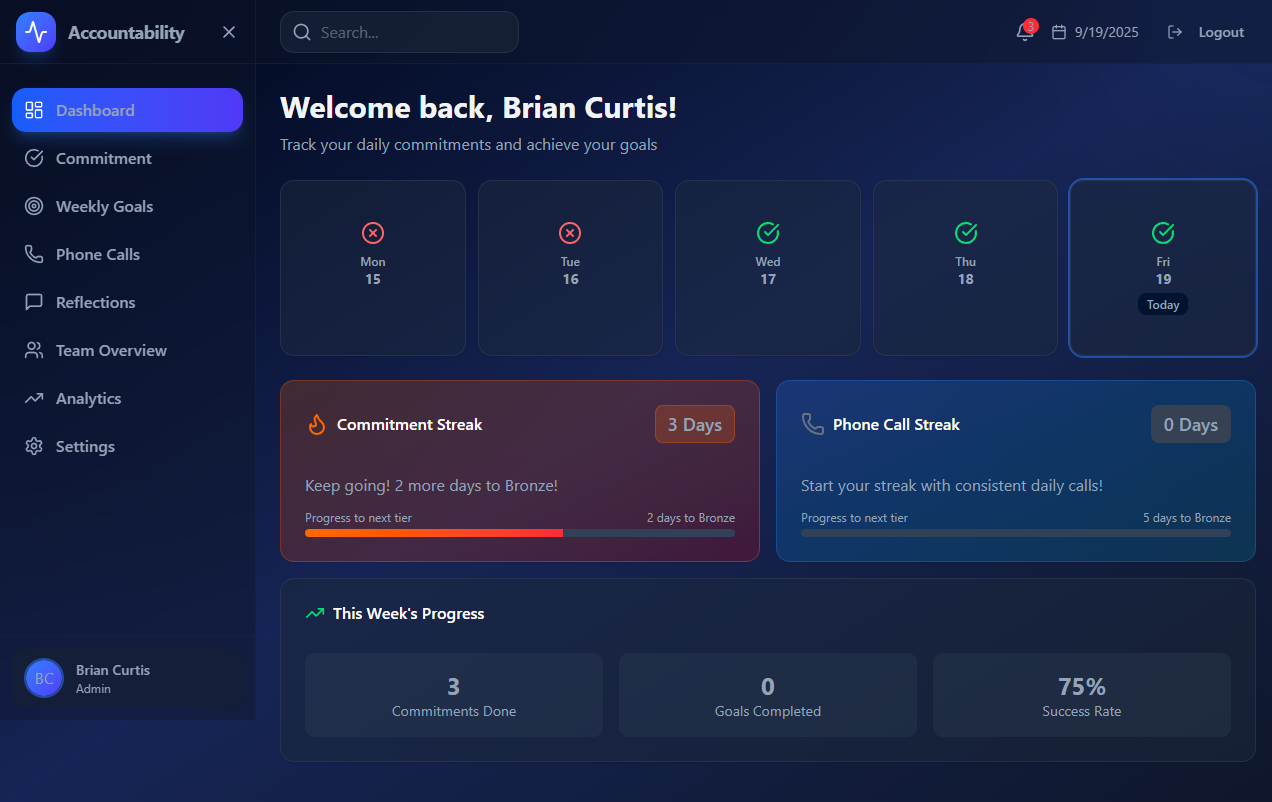 Accountability
Search...
3
9/19/2025
Logout
Dashboard
Commitment
Weekly Goals
Phone Calls
Reflections
Team Overview
Analytics
Settings
BC
Brian Curtis
Admin
Welcome back, Brian Curtis!
Track your daily commitments and achieve your goals
Mon
15
Tue
16
Wed
17
Thu
18
Fri
19
Today
Commitment Streak
3 Days
Keep going! 2 more days to Bronze!
Progress to next tier
2 days to Bronze
Phone Call Streak
0 Days
Start your streak with consistent daily calls!
Progress to next tier
5 days to Bronze
This Week's Progress
3
Commitments Done
0
Goals Completed
75%
Success Rate